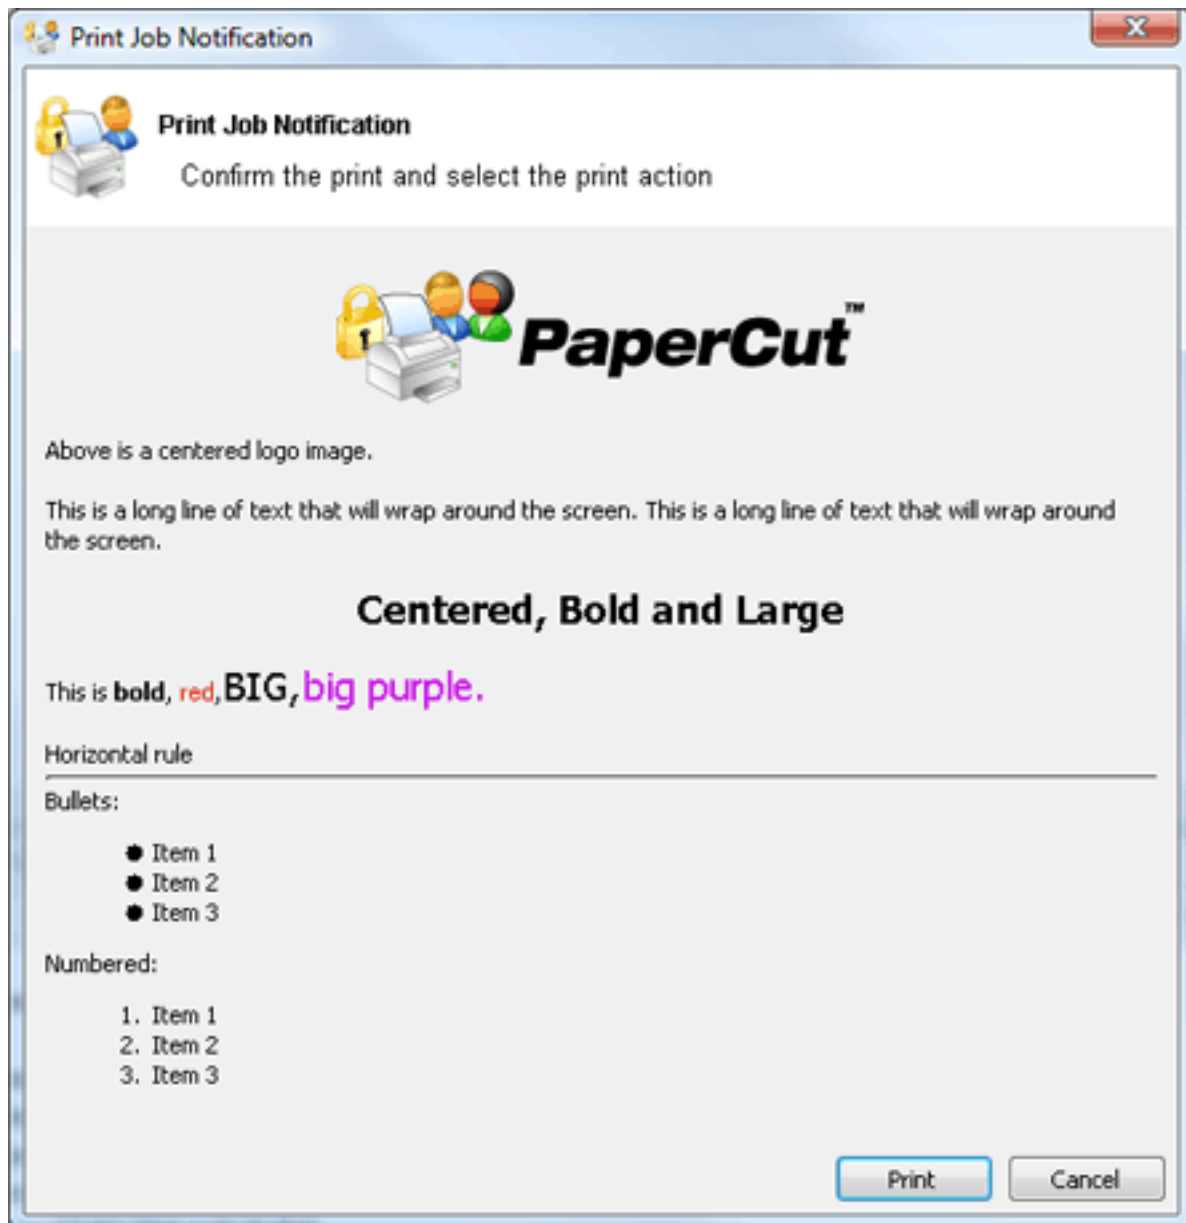 Print Job Notification
Print Job Notification
Confirm the print and select the print action
PaperCut™
Above is a centered logo image.
This is a long line of text that will wrap around the screen. This is a long line of text that will wrap around
the screen.
Centered, Bold and Large
This is bold, red, BIG, big purple.
Horizontal rule
Bullets:
● Item 1
● Item 2
● Item 3
Numbered:
1. Item 1
2. Item 2
3. Item 3
Print Cancel